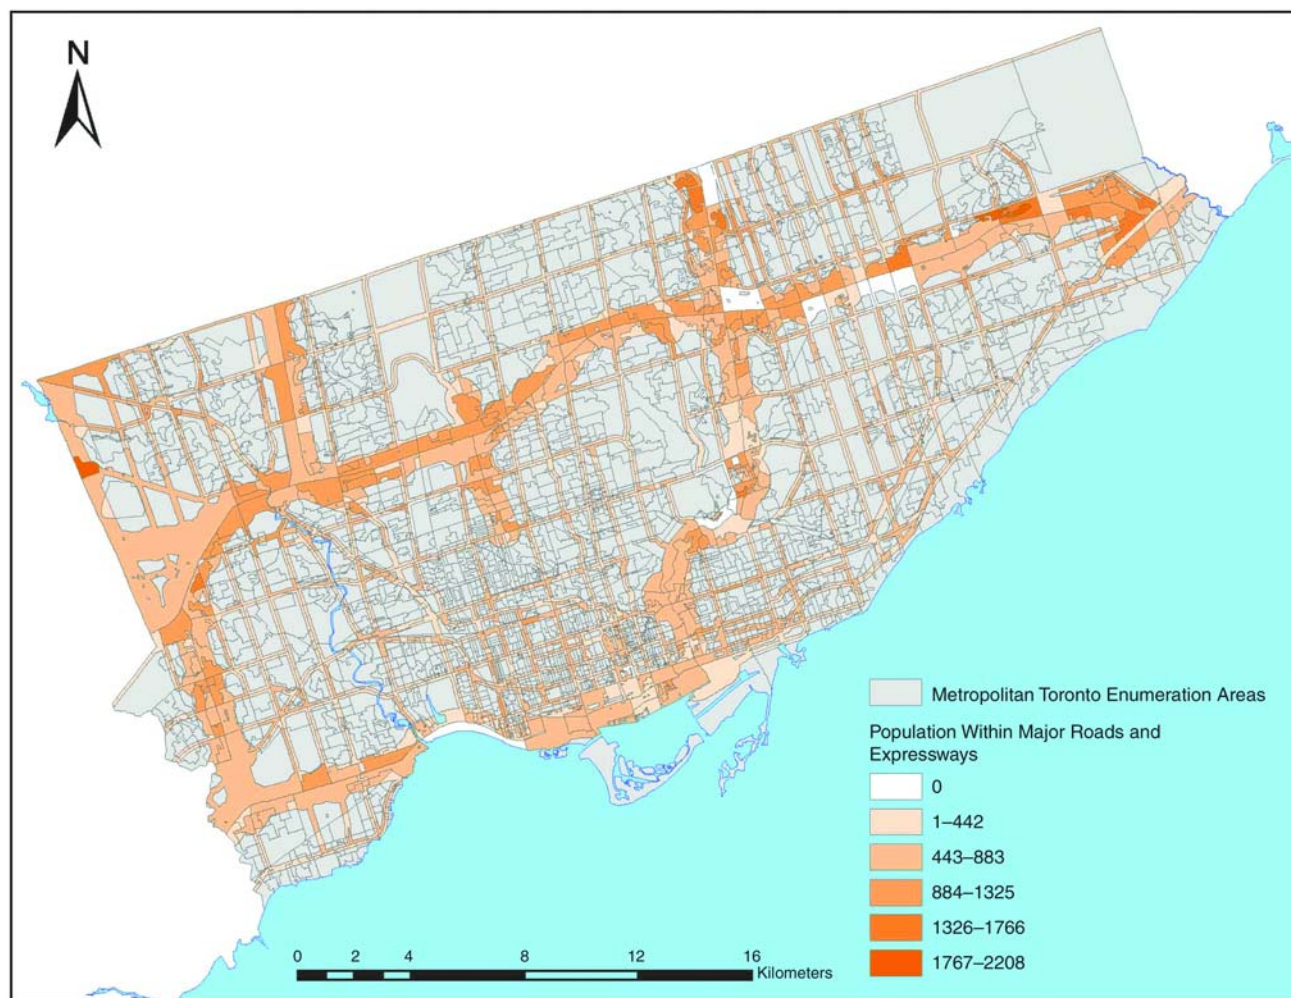 N
Metropolitan Toronto Enumeration Areas
Population Within Major Roads and
Expressways
0
1–442
443–883
884–1325
1326–1766
1767–2208
0 2 4 8 12 16
Kilometers